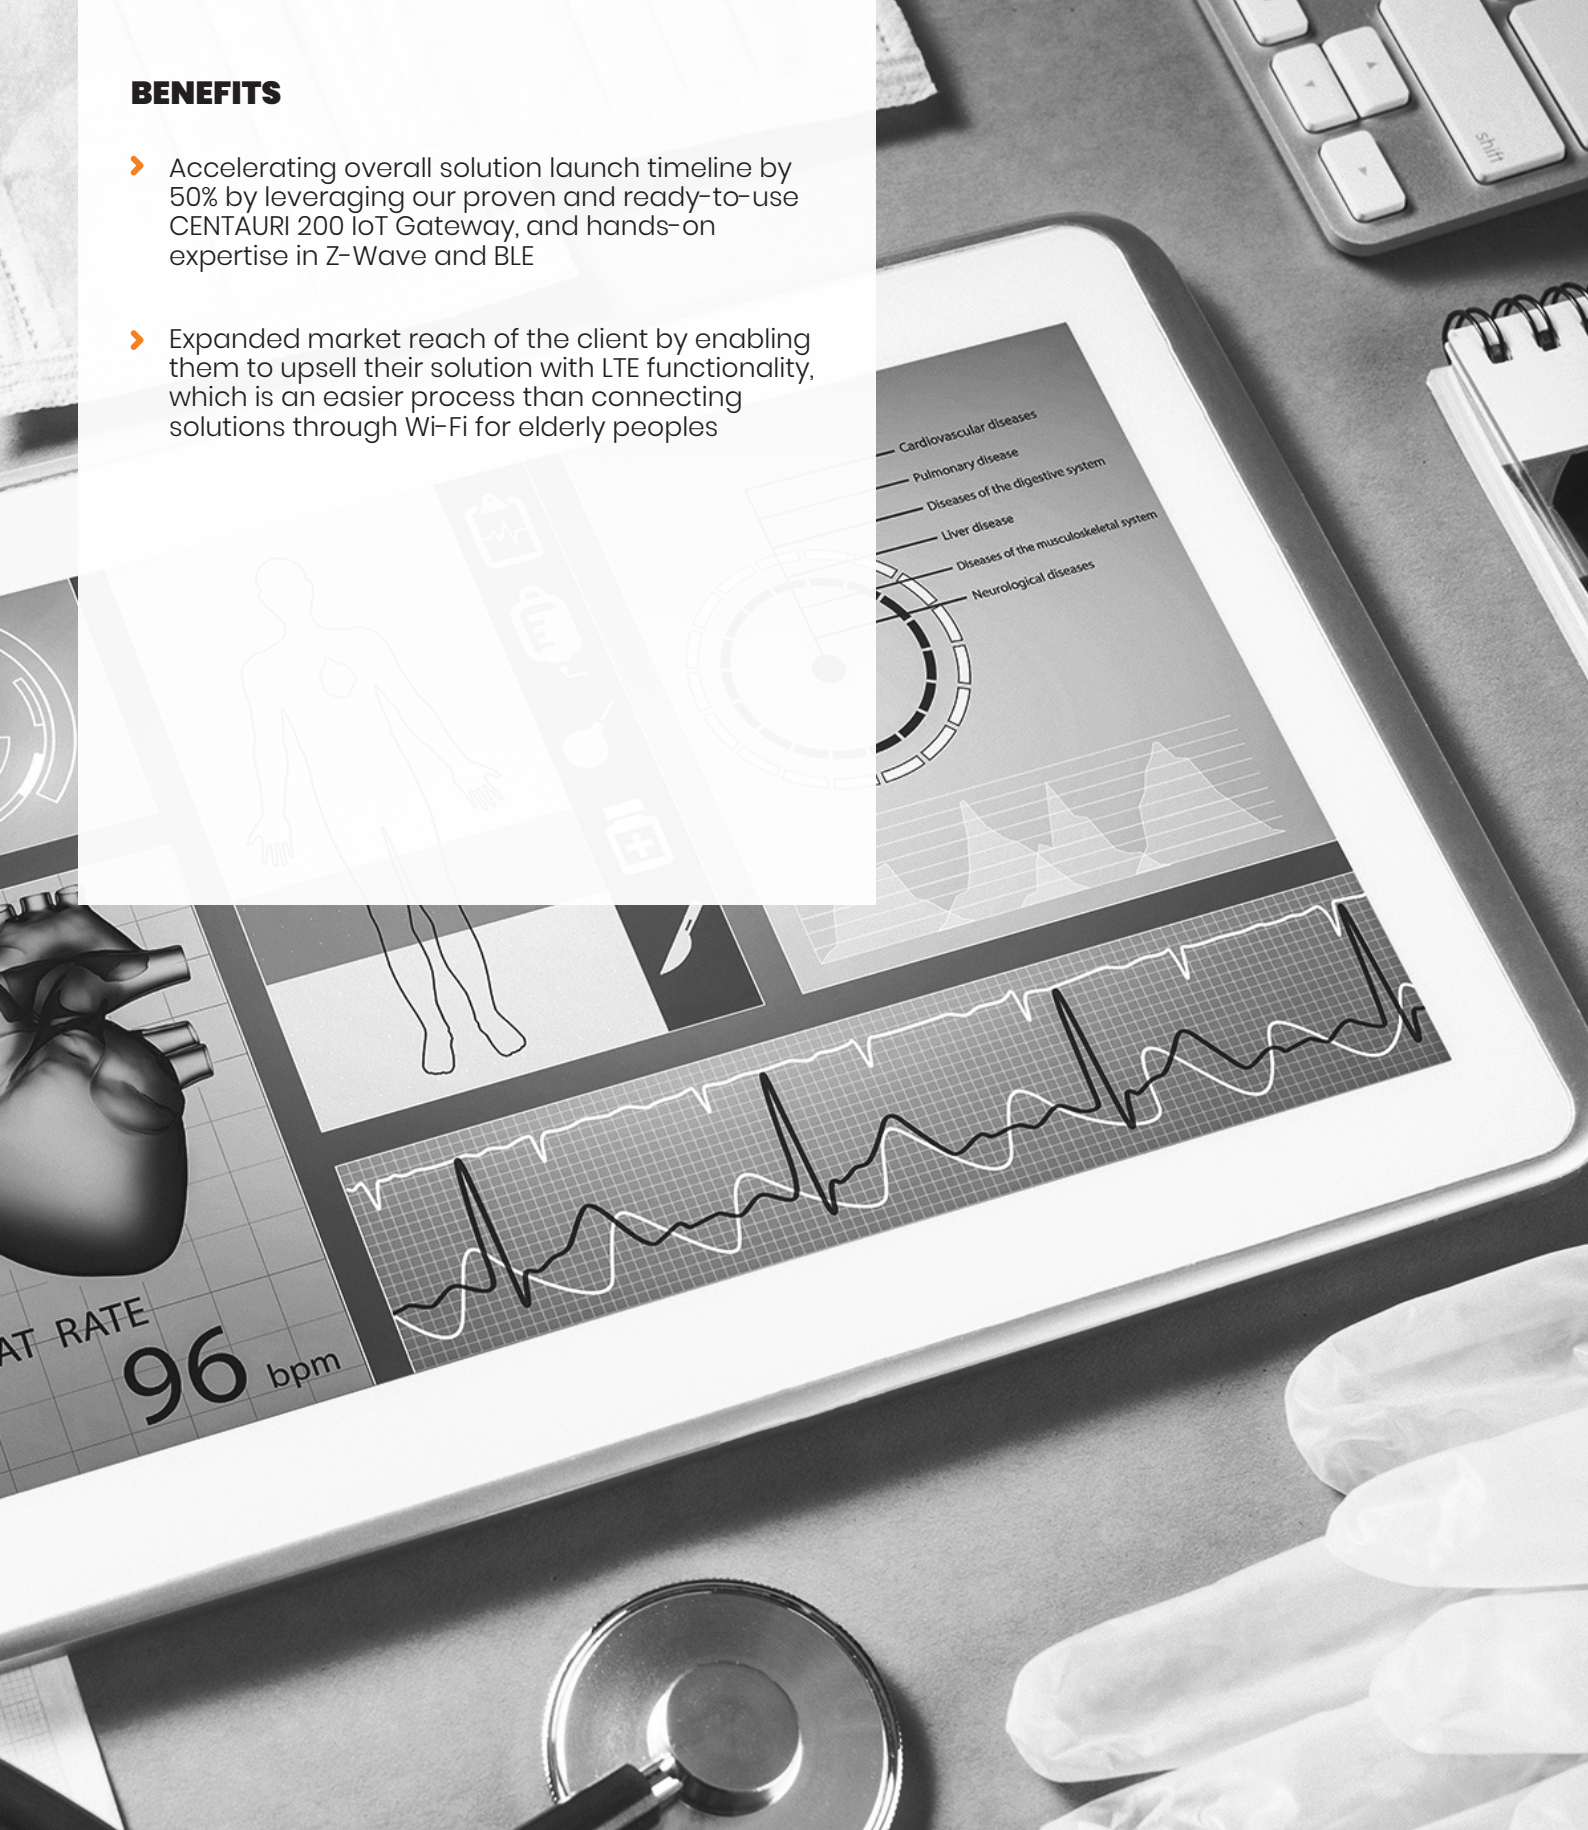 BENEFITS
Accelerating overall solution launch timeline by
50% by leveraging our proven and ready-to-use
CENTAURI 200 IoT Gateway, and hands-on
expertise in Z-Wave and BLE
Expanded market reach of the client by enabling
them to upsell their solution with LTE functionality,
which is an easier process than connecting
solutions through Wi-Fi for elderly peoples
shift
Cardiovascular diseases
Pulmonary disease
Diseases of the digestive system
Liver disease
Diseases of the musculoskeletal system
Neurological diseases
AT RATE
96 bpm